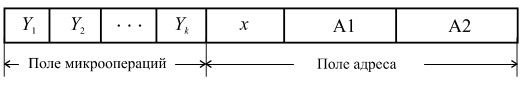 Y₁ Y₂ . . . Yₖ x A1 A2
Поле микроопераций Поле адреса